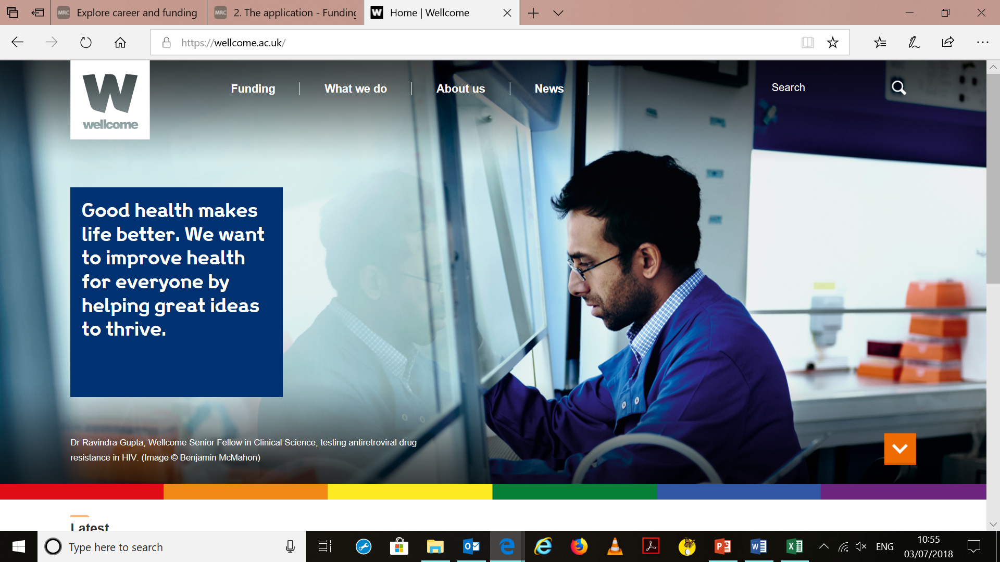 MRC Explore career and funding
MRC 2. The application - Funding
W Home | Wellcome
https://wellcome.ac.uk/
W
wellcome
Funding
What we do
About us
News
Search
Good health makes
life better. We want
to improve health
for everyone by
helping great ideas
to thrive.
Dr Ravindra Gupta, Wellcome Senior Fellow in Clinical Science, testing antiretroviral drug
resistance in HIV. (Image © Benjamin McMahon)
Latest
Type here to search
ENG
10:55
03/07/2018